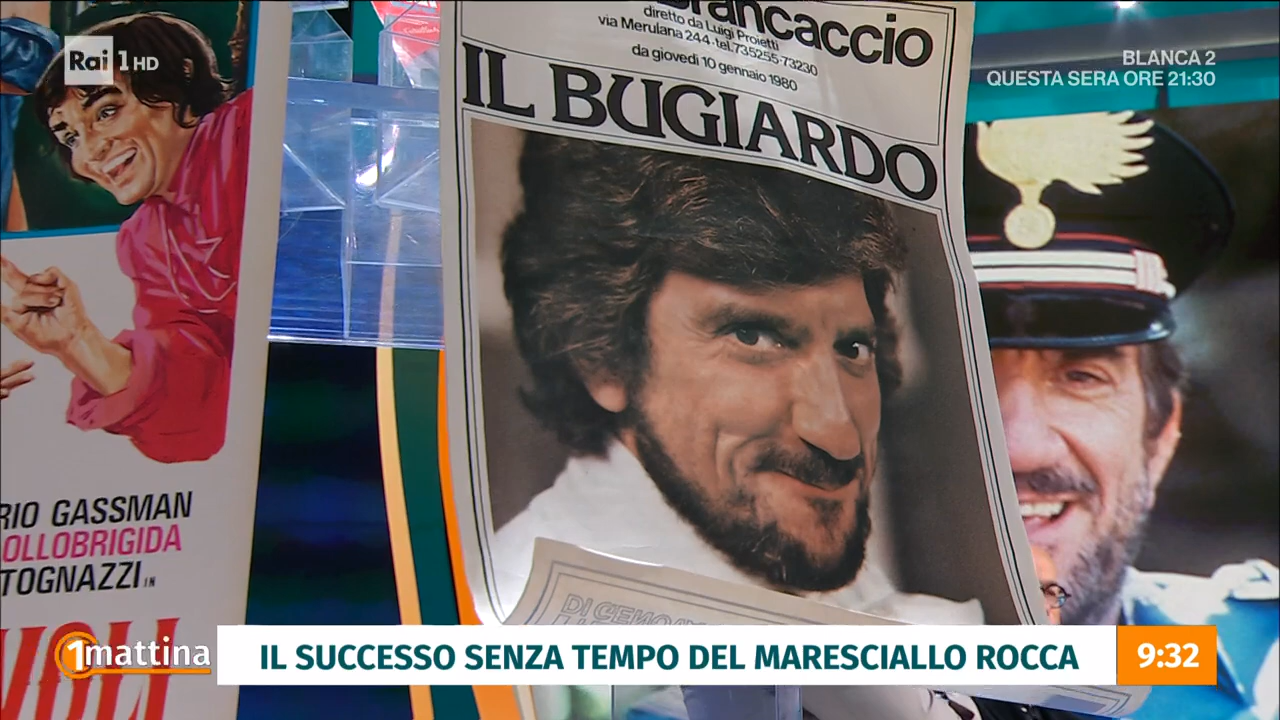 Rai 1 HD
BLANCA 2
QUESTA SERA ORE 21:30
Brancaccio
diretto da Luigi Proietti
via Merulana 244 - tel. 735255-73230
da giovedì 10 gennaio 1980
IL BUGIARDO
RIO GASSMAN
OLLOBRIGIDA
TOGNAZZI IN
VOLI
1mattina
IL SUCCESSO SENZA TEMPO DEL MARESCIALLO ROCCA
9:32